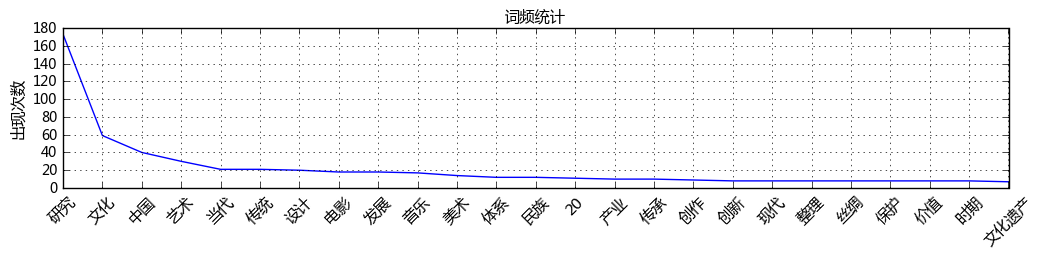 词频统计
出现次数
180
160
140
120
100
80
60
40
20
0
研究
文化
中国
艺术
当代
传统
设计
电影
发展
音乐
美术
体系
民族
20
产业
传承
创作
创新
现代
整理
丝绸
保护
价值
时期
文化遗产